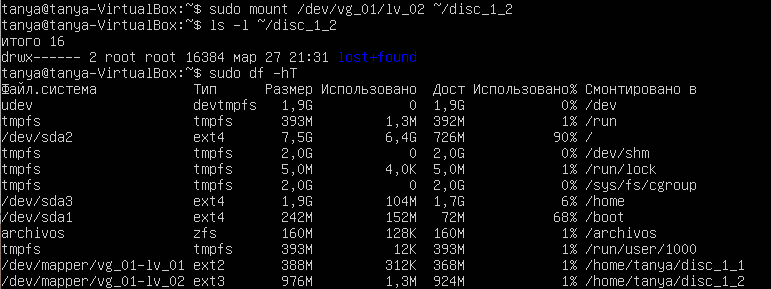 tanya@tanya-VirtualBox:~$ sudo mount /dev/vg_01/lv_02 ~/disc_1_2
tanya@tanya-VirtualBox:~$ ls -l ~/disc_1_2
итого 16
drwx------ 2 root root 16384 мар 27 21:31 lost+found
tanya@tanya-VirtualBox:~$ sudo df -hT
Файл.система Тип Размер Использовано Дост Использовано% Смонтировано в
udev devtmpfs 1,9G 0 1,9G 0% /dev
tmpfs tmpfs 393M 1,3M 392M 1% /run
/dev/sda2 ext4 7,5G 6,4G 726M 90% /
tmpfs tmpfs 2,0G 0 2,0G 0% /dev/shm
tmpfs tmpfs 5,0M 4,0K 5,0M 1% /run/lock
tmpfs tmpfs 2,0G 0 2,0G 0% /sys/fs/cgroup
/dev/sda3 ext4 1,9G 104M 1,7G 6% /home
/dev/sda1 ext4 242M 152M 72M 68% /boot
archivos zfs 160M 128K 160M 1% /archivos
tmpfs tmpfs 393M 12K 393M 1% /run/user/1000
/dev/mapper/vg_01-lv_01 ext2 388M 312K 368M 1% /home/tanya/disc_1_1
/dev/mapper/vg_01-lv_02 ext3 976M 1,3M 924M 1% /home/tanya/disc_1_2